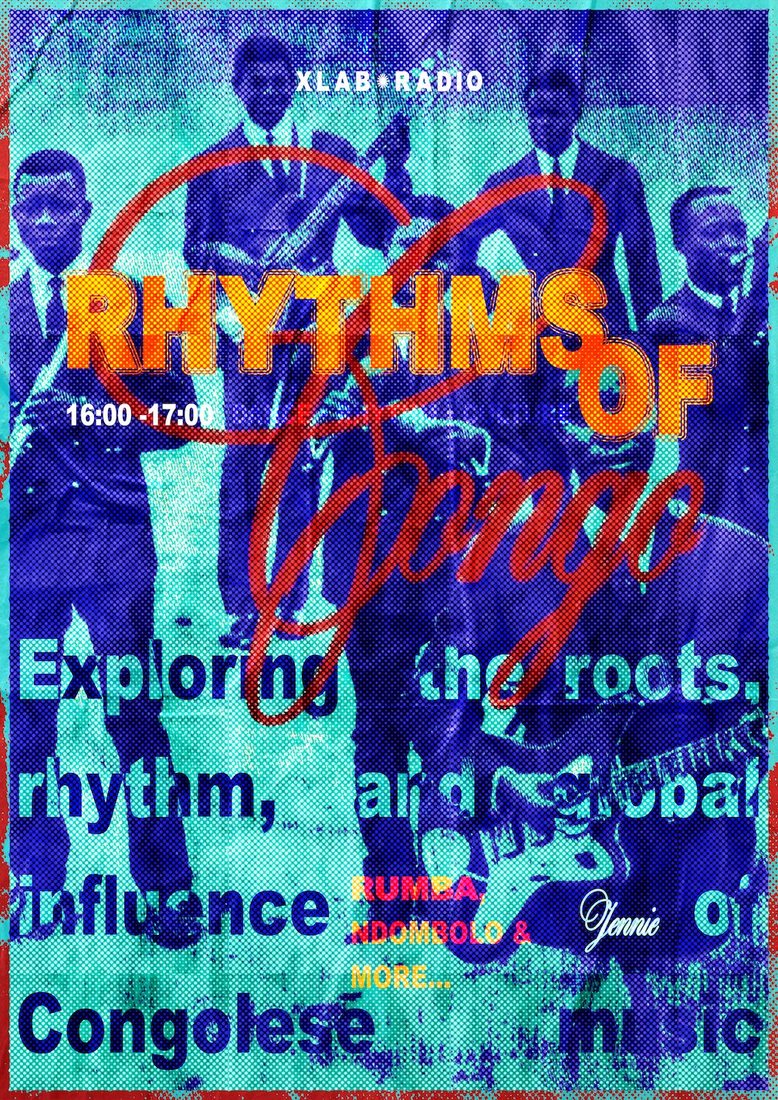 XLAB*RADIO
RHYTHMS
OF
16:00 -17:00
Congo
Exploring the roots,
rhythm, and global
influence of
RUMBA,
NDOMBOLO &
MORE...
Jennie
Congolese music